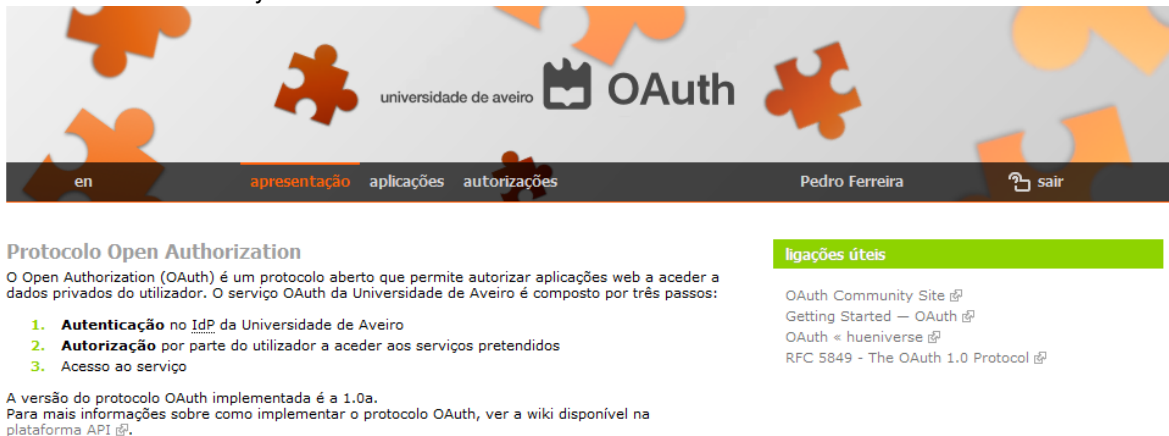 universidade de aveiro OAuth
en apresentação aplicações autorizações Pedro Ferreira sair
Protocolo Open Authorization
O Open Authorization (OAuth) é um protocolo aberto que permite autorizar aplicações web a aceder a
dados privados do utilizador. O serviço OAuth da Universidade de Aveiro é composto por três passos:
1. Autenticação no IdP da Universidade de Aveiro
2. Autorização por parte do utilizador a aceder aos serviços pretendidos
3. Acesso ao serviço
A versão do protocolo OAuth implementada é a 1.0a.
Para mais informações sobre como implementar o protocolo OAuth, ver a wiki disponível na
plataforma API.
ligações úteis
OAuth Community Site
Getting Started — OAuth
OAuth « hueniverse
RFC 5849 - The OAuth 1.0 Protocol